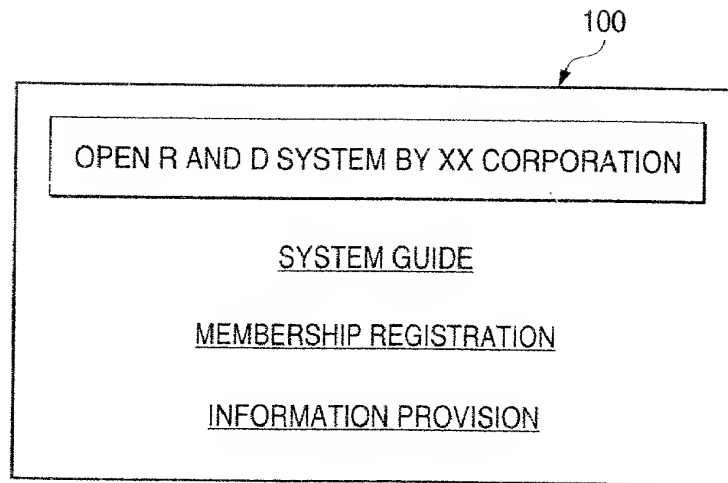 100
OPEN R AND D SYSTEM BY XX CORPORATION
SYSTEM GUIDE
MEMBERSHIP REGISTRATION
INFORMATION PROVISION